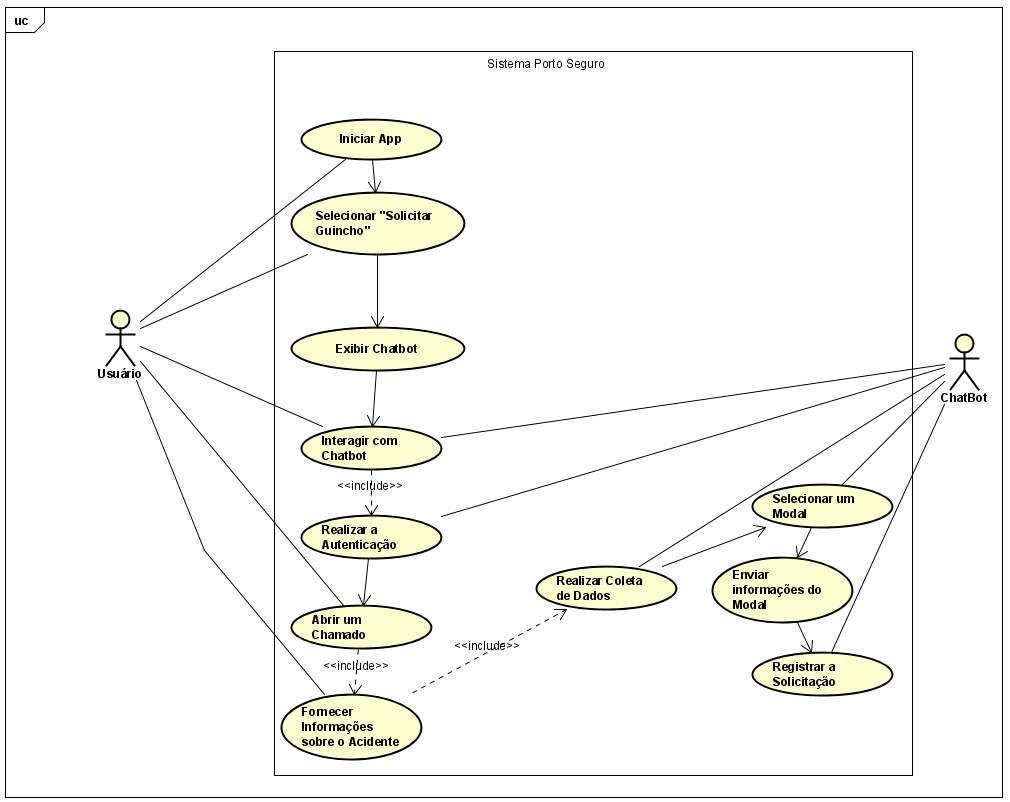 uc
Sistema Porto Seguro
Iniciar App
Selecionar "Solicitar
Guincho"
Exibir Chatbot
Usuário
ChatBot
Interagir com
Chatbot
<<include>>
Realizar a
Autenticação
Selecionar um
Modal
Realizar Coleta
de Dados
Enviar
informações do
Modal
Abrir um
Chamado
<<include>>
<<include>>
Registrar a
Solicitação
Fornecer
Informações
sobre o Acidente